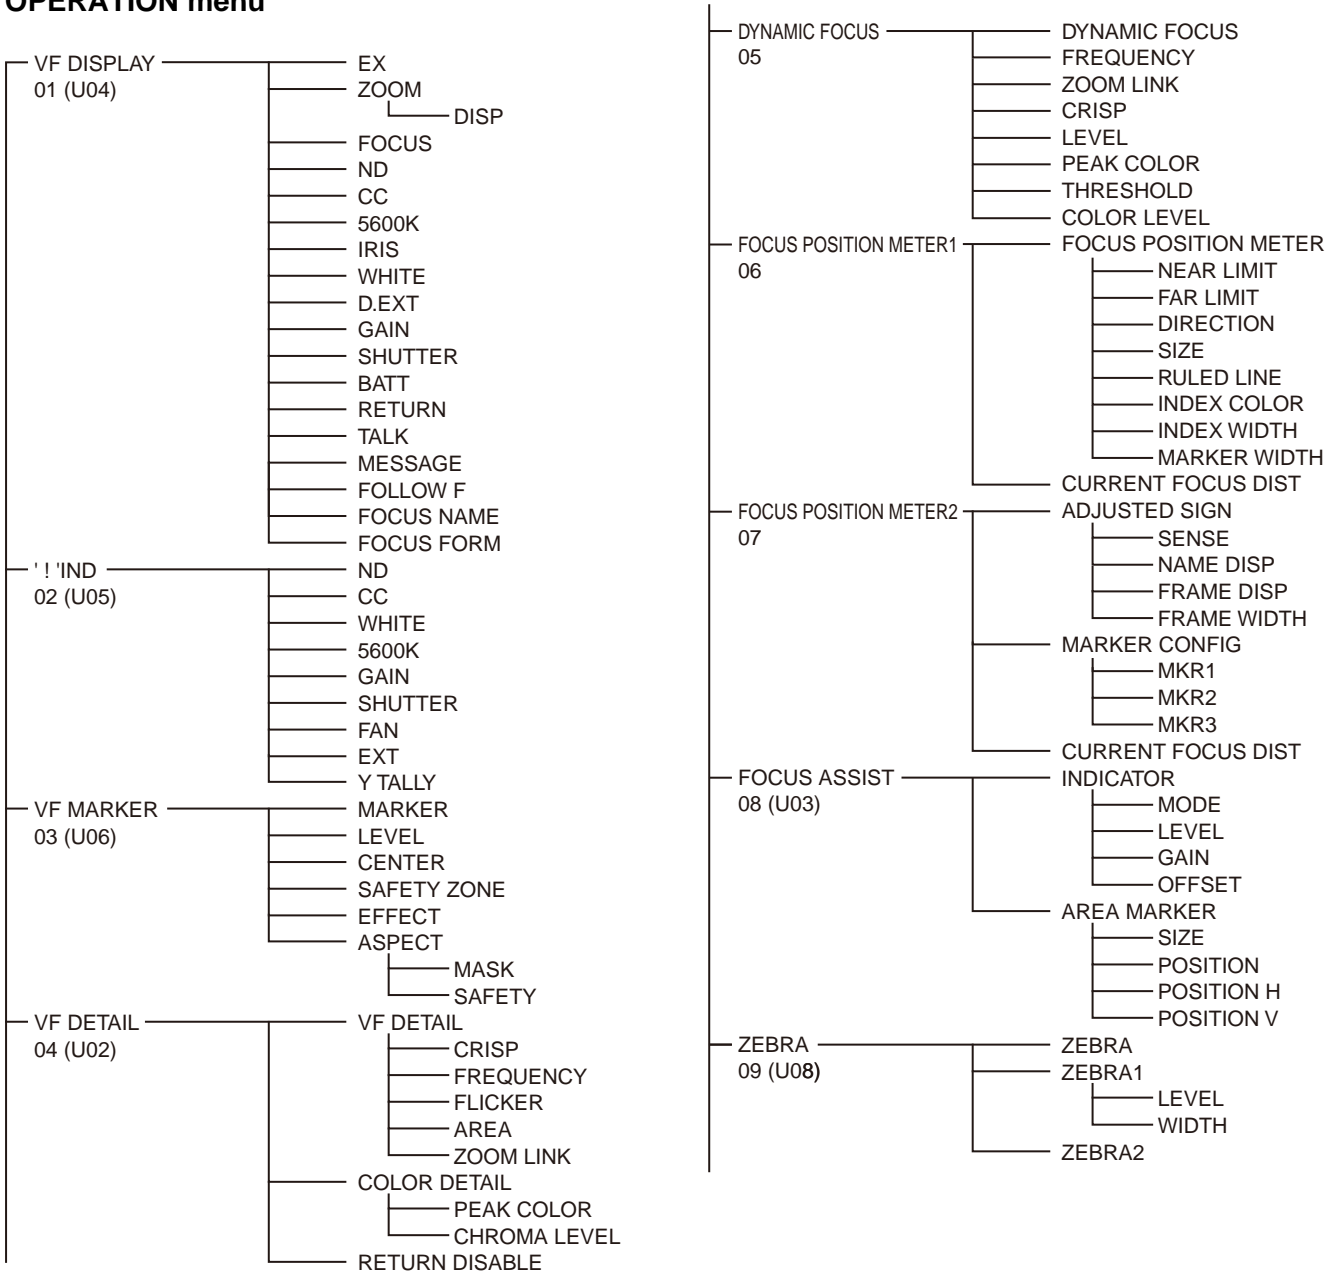 OPERATION menu
VF DISPLAY
01 (U04)
EX
ZOOM
DISP
FOCUS
ND
CC
5600K
IRIS
WHITE
D.EXT
GAIN
SHUTTER
BATT
RETURN
TALK
MESSAGE
FOLLOW F
FOCUS NAME
FOCUS FORM
' ! 'IND
02 (U05)
ND
CC
WHITE
5600K
GAIN
SHUTTER
FAN
EXT
Y TALLY
VF MARKER
03 (U06)
MARKER
LEVEL
CENTER
SAFETY ZONE
EFFECT
ASPECT
MASK
SAFETY
VF DETAIL
04 (U02)
VF DETAIL
CRISP
FREQUENCY
FLICKER
AREA
ZOOM LINK
COLOR DETAIL
PEAK COLOR
CHROMA LEVEL
RETURN DISABLE
DYNAMIC FOCUS
05
DYNAMIC FOCUS
FREQUENCY
ZOOM LINK
CRISP
LEVEL
PEAK COLOR
THRESHOLD
COLOR LEVEL
FOCUS POSITION METER1
06
FOCUS POSITION METER
NEAR LIMIT
FAR LIMIT
DIRECTION
SIZE
RULED LINE
INDEX COLOR
INDEX WIDTH
MARKER WIDTH
CURRENT FOCUS DIST
FOCUS POSITION METER2
07
ADJUSTED SIGN
SENSE
NAME DISP
FRAME DISP
FRAME WIDTH
MARKER CONFIG
MKR1
MKR2
MKR3
CURRENT FOCUS DIST
FOCUS ASSIST
08 (U03)
INDICATOR
MODE
LEVEL
GAIN
OFFSET
AREA MARKER
SIZE
POSITION
POSITION H
POSITION V
ZEBRA
09 (U08)
ZEBRA
ZEBRA1
LEVEL
WIDTH
ZEBRA2